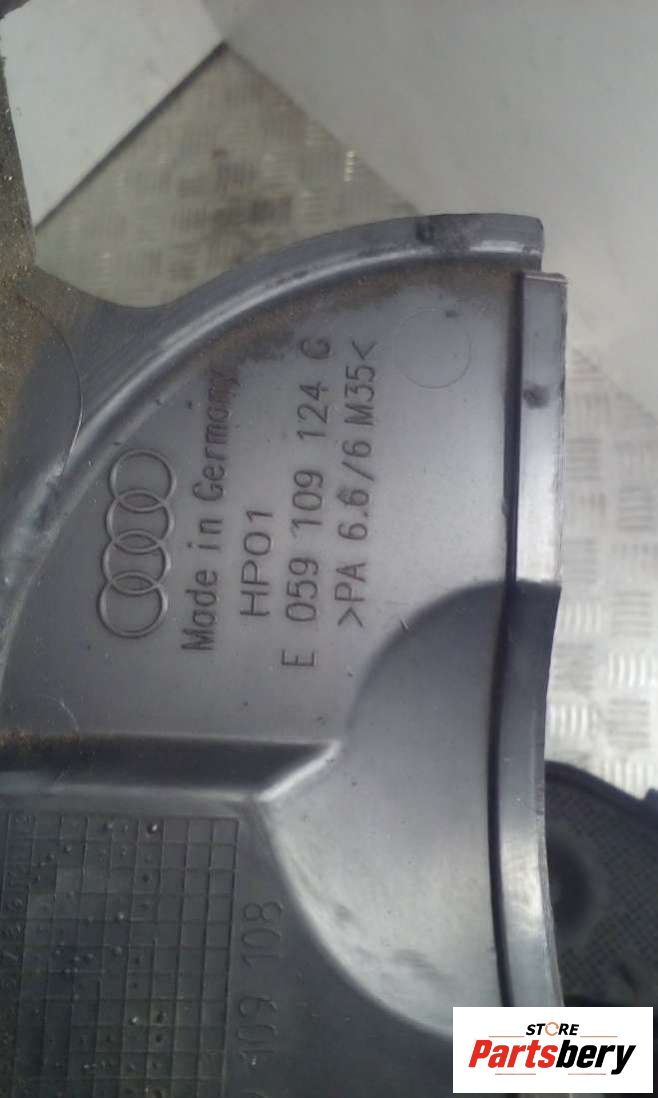 Made in Germany
HP01
E 059 109 124 G
>PA 6.6/6 M35<
109 108
STORE
Partsbery